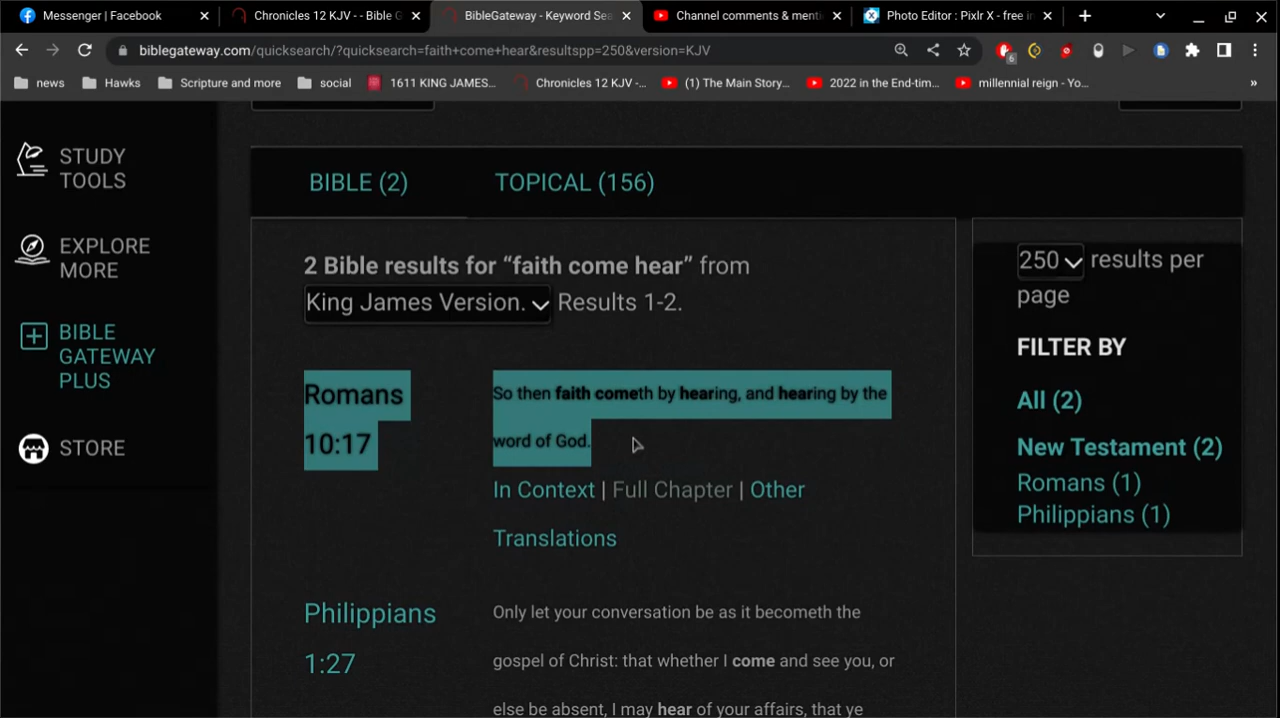 Messenger | Facebook
Chronicles 12 KJV - - Bible G
BibleGateway - Keyword Sea
Channel comments & menti
Photo Editor : Pixlr X - free i
biblegateway.com/quicksearch/?quicksearch=faith+come+hear&resultspp=250&version=KJV
6
news
Hawks
Scripture and more
social
1611 KING JAMES...
Chronicles 12 KJV -...
(1) The Main Story...
2022 in the End-tim...
millennial reign - Yo...
»
STUDY
TOOLS
EXPLORE
MORE
BIBLE
GATEWAY
PLUS
STORE
BIBLE (2)
TOPICAL (156)
2 Bible results for “faith come hear” from
King James Version. Results 1-2.
Romans
10:17
So then faith cometh by hearing, and hearing by the
word of God.
In Context | Full Chapter | Other
Translations
Philippians
1:27
Only let your conversation be as it becometh the
gospel of Christ: that whether I come and see you, or
else be absent, I may hear of your affairs, that ye
250 results per
page
FILTER BY
All (2)
New Testament (2)
Romans (1)
Philippians (1)